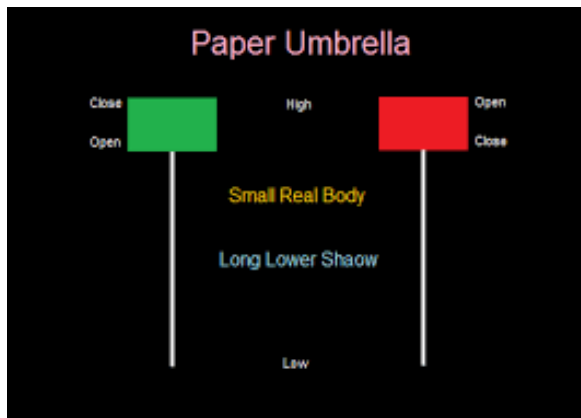 Paper Umbrella
Close
High
Open
Open
Close
Small Real Body
Long Lower Shaow
Low